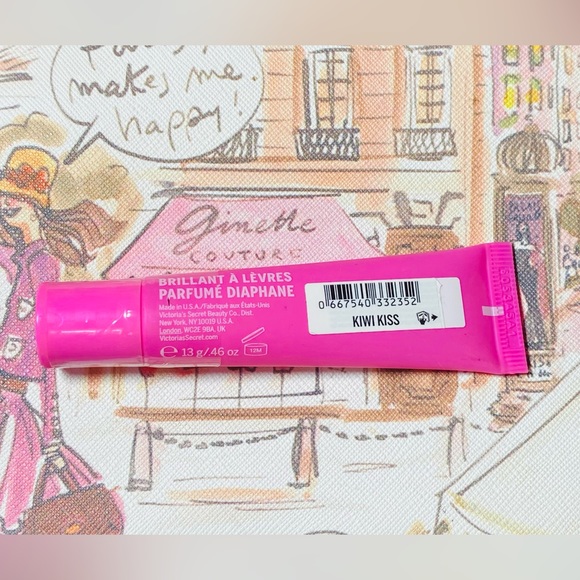 makes me
happy!
ginette
COUTURE
BRILLANT À LÈVRES
PARFUMÉ DIAPHANE
Made in U.S.A./Fabriqué aux États-Unis
Victoria's Secret Beauty Co., Dist.
New York, NY 10019 U.S.A.
London, WC2E 9BA, UK
VictoriasSecret.com
e 13 g/.46 oz
12M
0 667540 332352
KIWI KISS